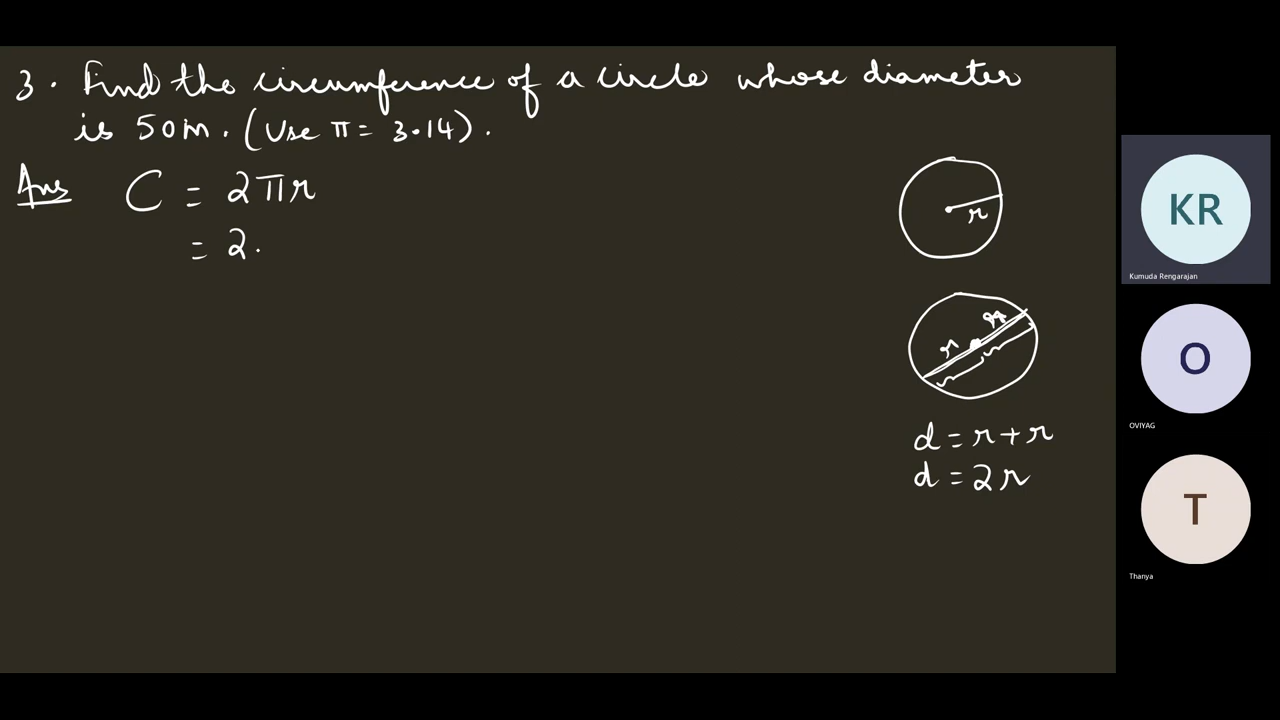 3. Find the circumference of a circle whose diameter
is 50m. (Use π = 3.14).
Ans C = 2πr
= 2.
r
r r
d = r + r
d = 2r
KR
Kumuda Rengarajan
O
OVIYAG
T
Thanya